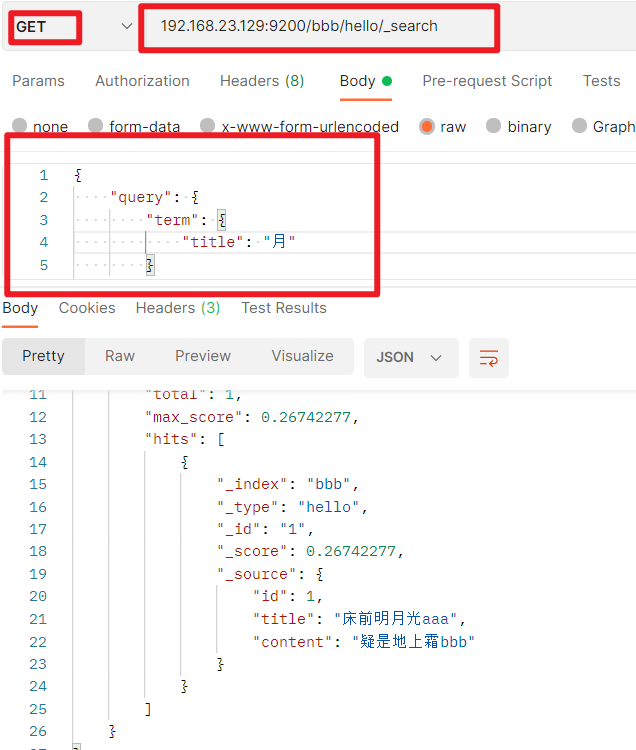 GET 192.168.23.129:9200/bbb/hello/_search
Params Authorization Headers (8) Body Pre-request Script Tests
none form-data x-www-form-urlencoded raw binary Graph
1 {
2 "query": {
3 "term": {
4 "title": "月"
5 }
Body Cookies Headers (3) Test Results
Pretty Raw Preview Visualize JSON
11 "total": 1,
12 "max_score": 0.26742277,
13 "hits": [
14 {
15 "_index": "bbb",
16 "_type": "hello",
17 "_id": "1",
18 "_score": 0.26742277,
19 "_source": {
20 "id": 1,
21 "title": "床前明月光aaa",
22 "content": "疑是地上霜bbb"
23 }
24 }
25 ]
26 }